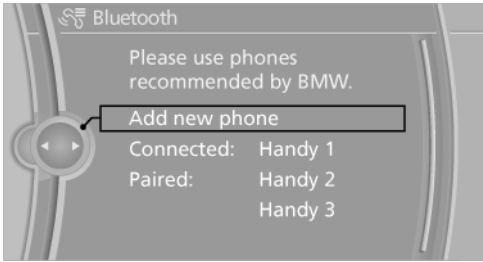 Bluetooth
Please use phones
recommended by BMW.
Add new phone
Connected: Handy 1
Paired: Handy 2
Handy 3